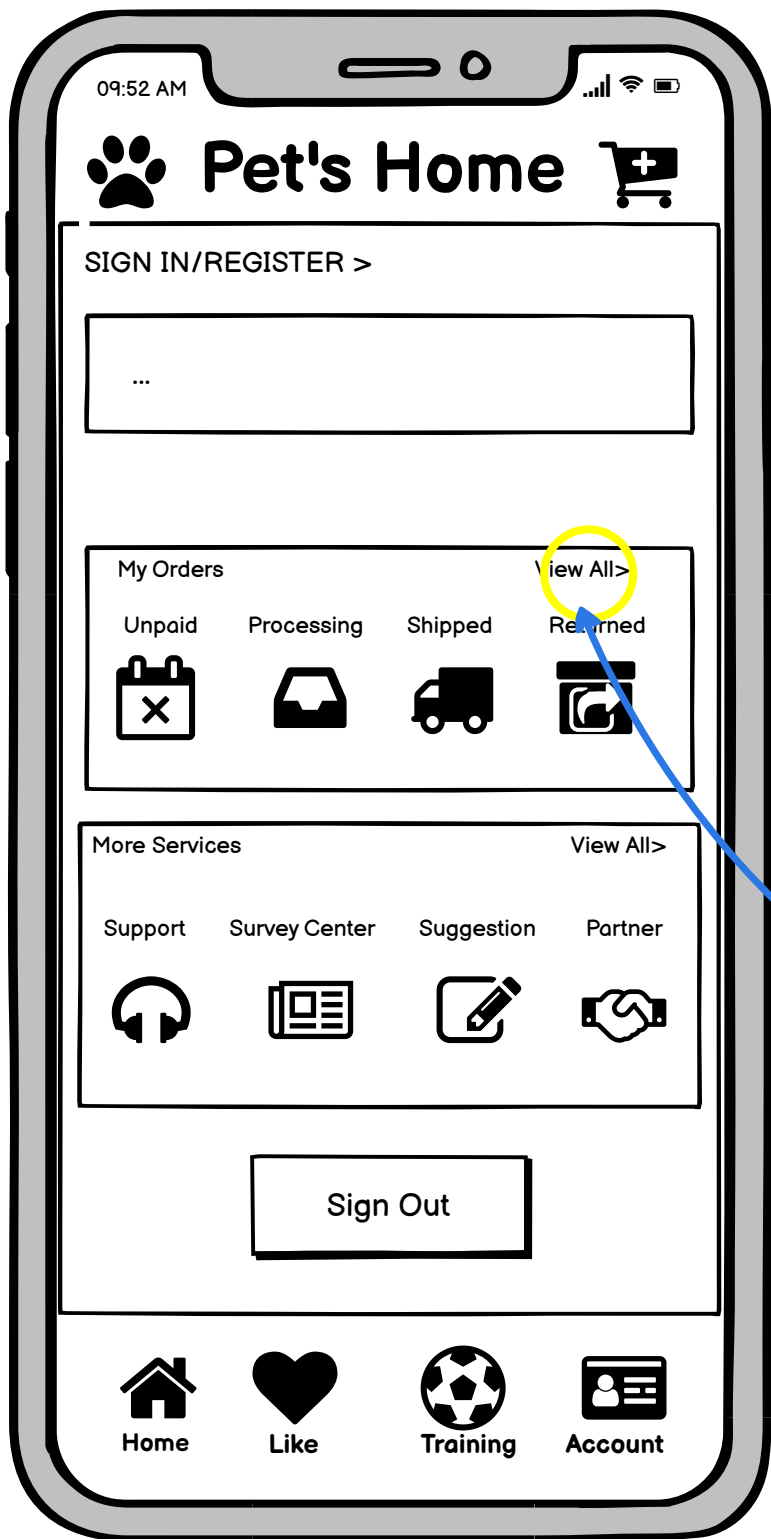 09:52 AM
Pet's Home
SIGN IN/REGISTER >
...
My Orders View All>
Unpaid Processing Shipped Returned
More Services View All>
Support Survey Center Suggestion Partner
Sign Out
Home Like Training Account